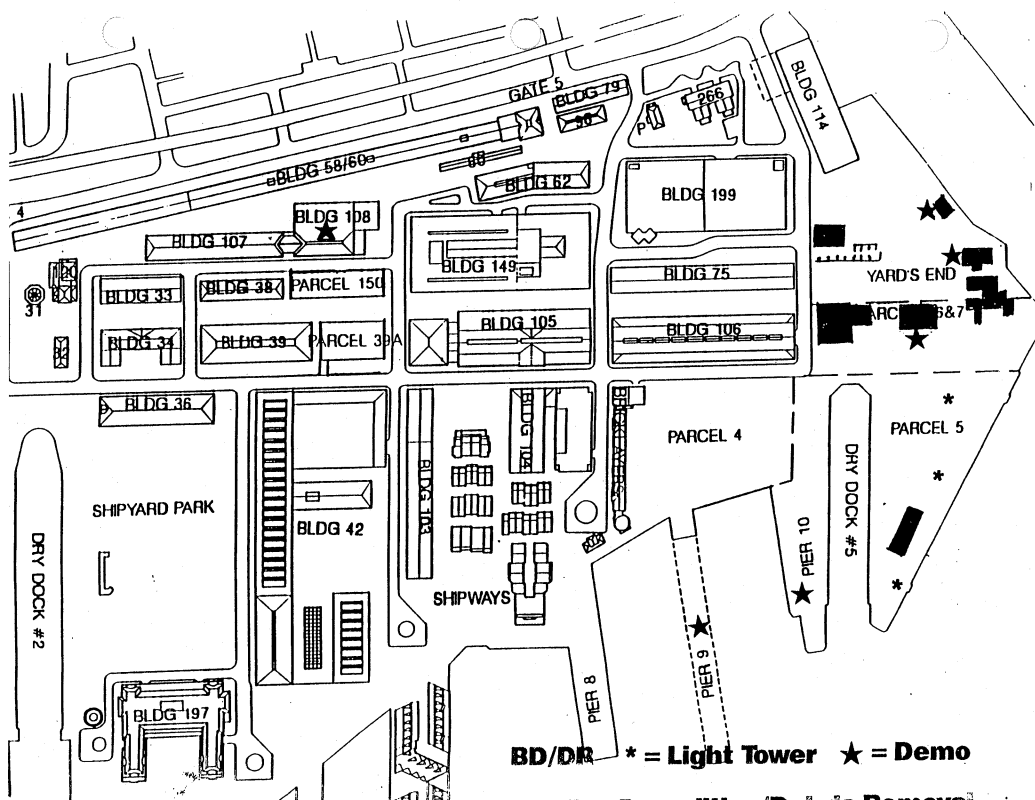 GATE 5
BLDG 79
96
266
P
BLDG 114
BLDG 58/60
BLDG 62
BLDG 199
4
BLDG 108
BLDG 107
BLDG 149
BLDG 75
YARD'S END
31
BLDG 33
BLDG 38
PARCEL 150
BLDG 34
BLDG 39
PARCEL 39A
BLDG 105
BLDG 106
BLDG 36
BLDG 104
PARCEL 4
PARCEL 5
BLDG 103
SHIPYARD PARK
BLDG 42
DRY DOCK #2
DRY DOCK #5
PIER 10
SHIPWAYS
PIER 9
PIER 8
BLDG 197
BD/DR * = Light Tower ★ = Demo